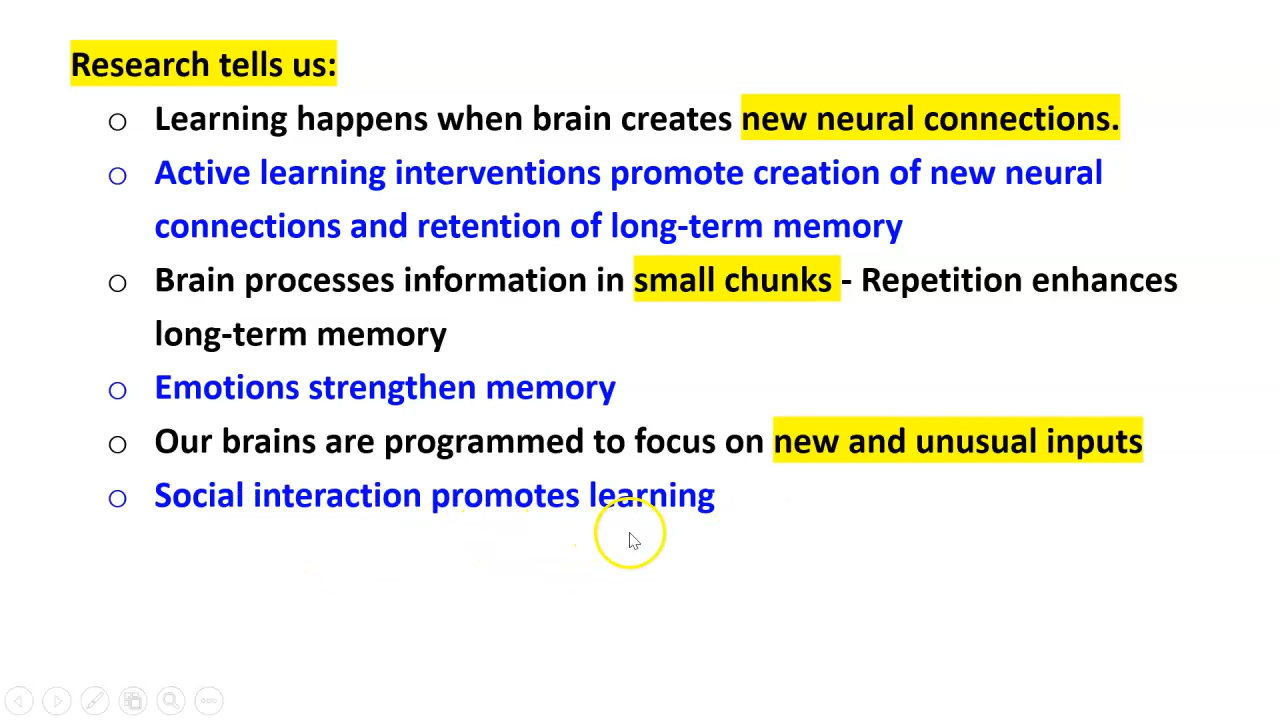 Research tells us:
○ Learning happens when brain creates new neural connections.
○ Active learning interventions promote creation of new neural
connections and retention of long-term memory
○ Brain processes information in small chunks - Repetition enhances
long-term memory
○ Emotions strengthen memory
○ Our brains are programmed to focus on new and unusual inputs
○ Social interaction promotes learning